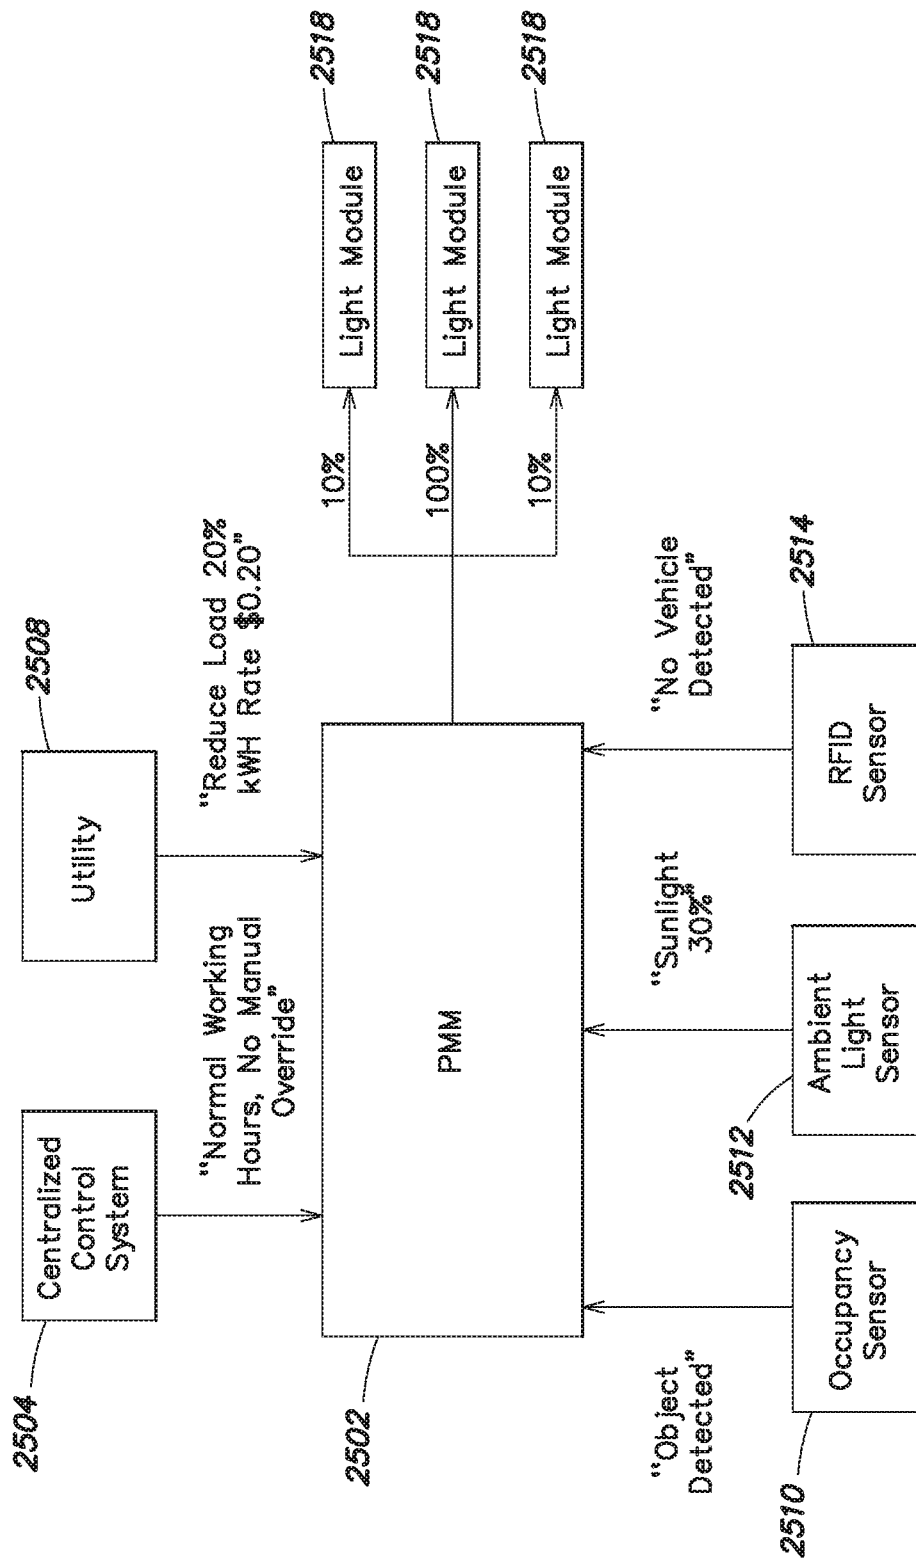 2504
Centralized
Control
System
2508
Utility
"Normal Working
Hours, No Manual
Override"
"Reduce Load 20%
kWH Rate $0.20"
2502
PMM
10%
Light Module
2518
100%
Light Module
2518
10%
Light Module
2518
"Object
Detected"
"Sunlight
30%"
"No Vehicle
Detected"
2510
Occupancy
Sensor
2512
Ambient
Light
Sensor
2514
RFID
Sensor